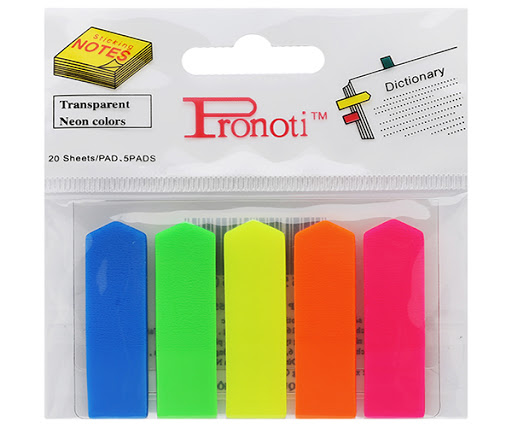 Sticking
NOTES
Transparent
Neon colors
20 Sheets/PAD ,5PADS
Pronoti™
Dictionary